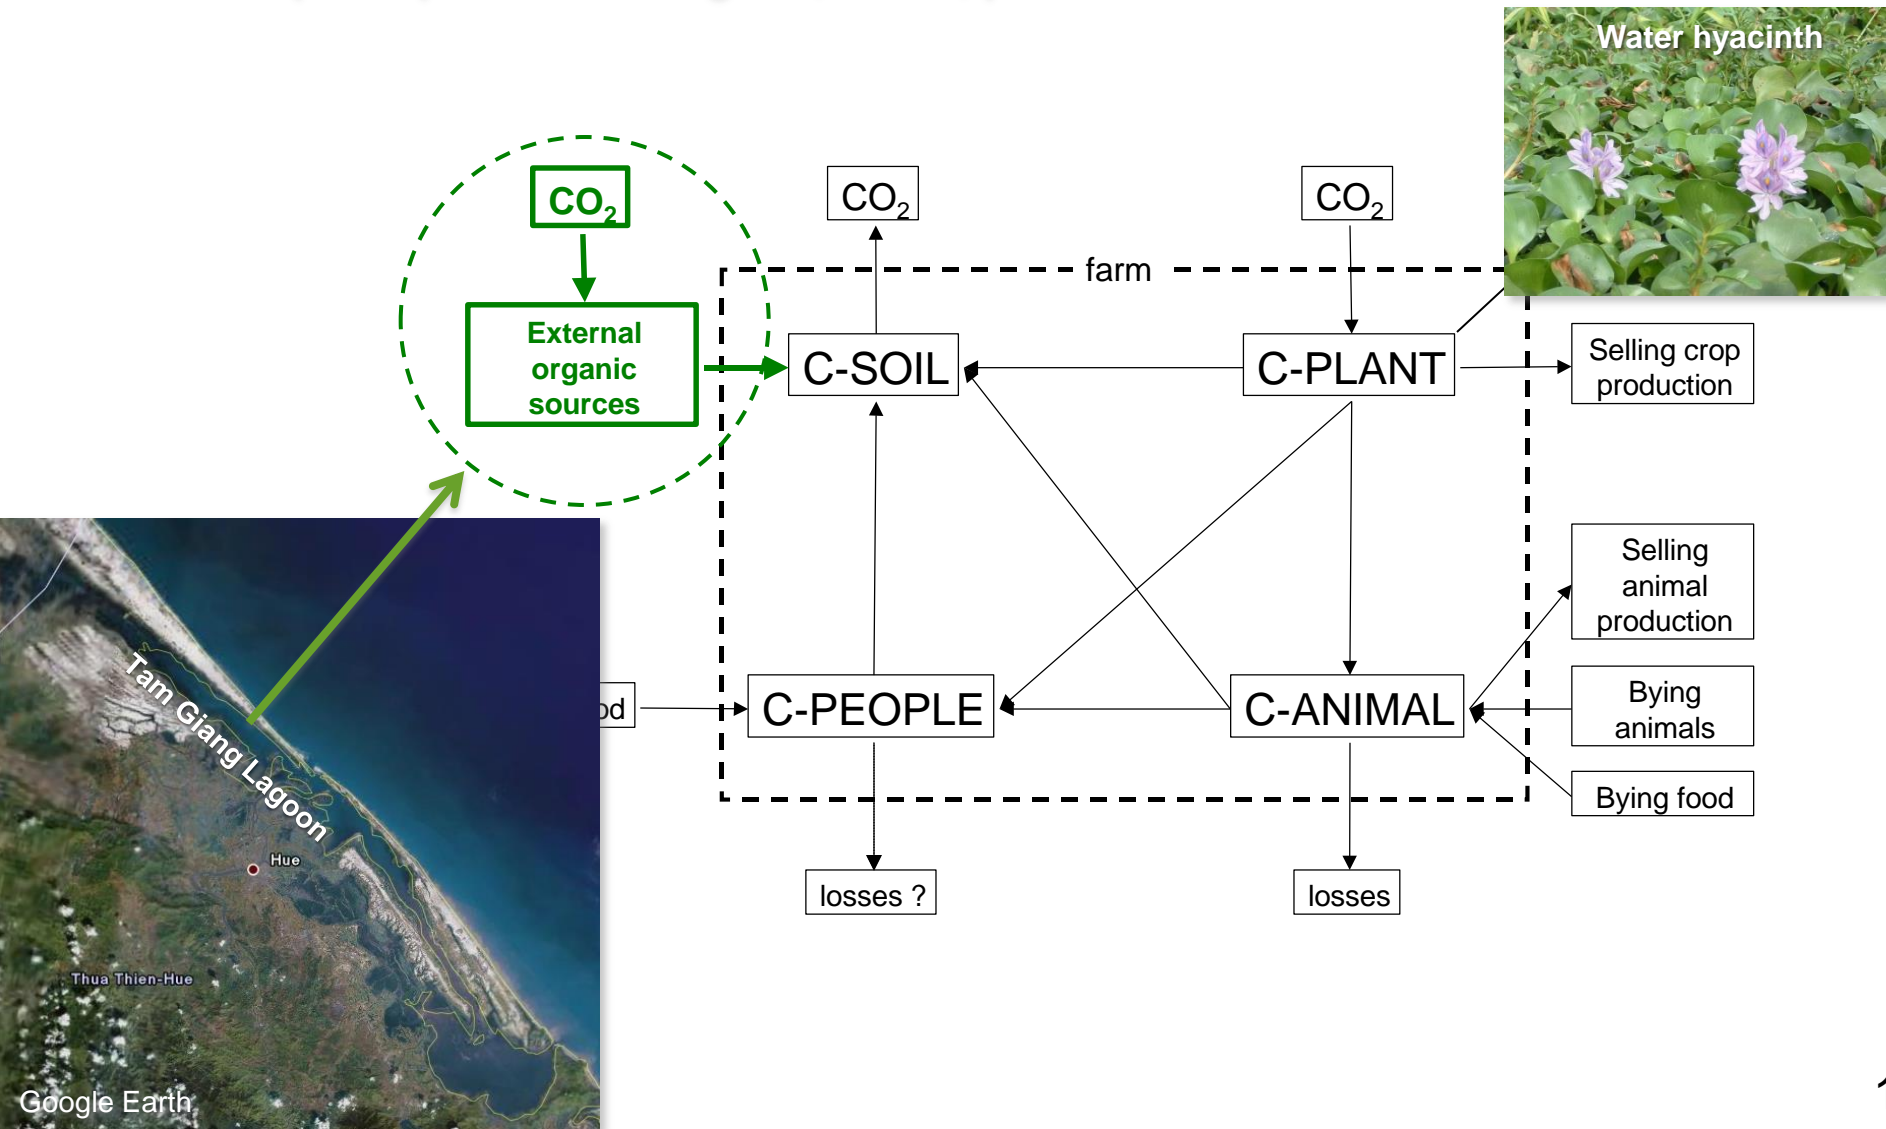 Water hyacinth
CO₂
CO₂
CO₂
farm
External
organic
sources
C-SOIL
C-PLANT
Selling crop
production
Selling
animal
production
Tam Giang Lagoon
C-PEOPLE
C-ANIMAL
Bying
animals
Bying food
Hue
losses ?
losses
Thua Thien-Hue
Google Earth